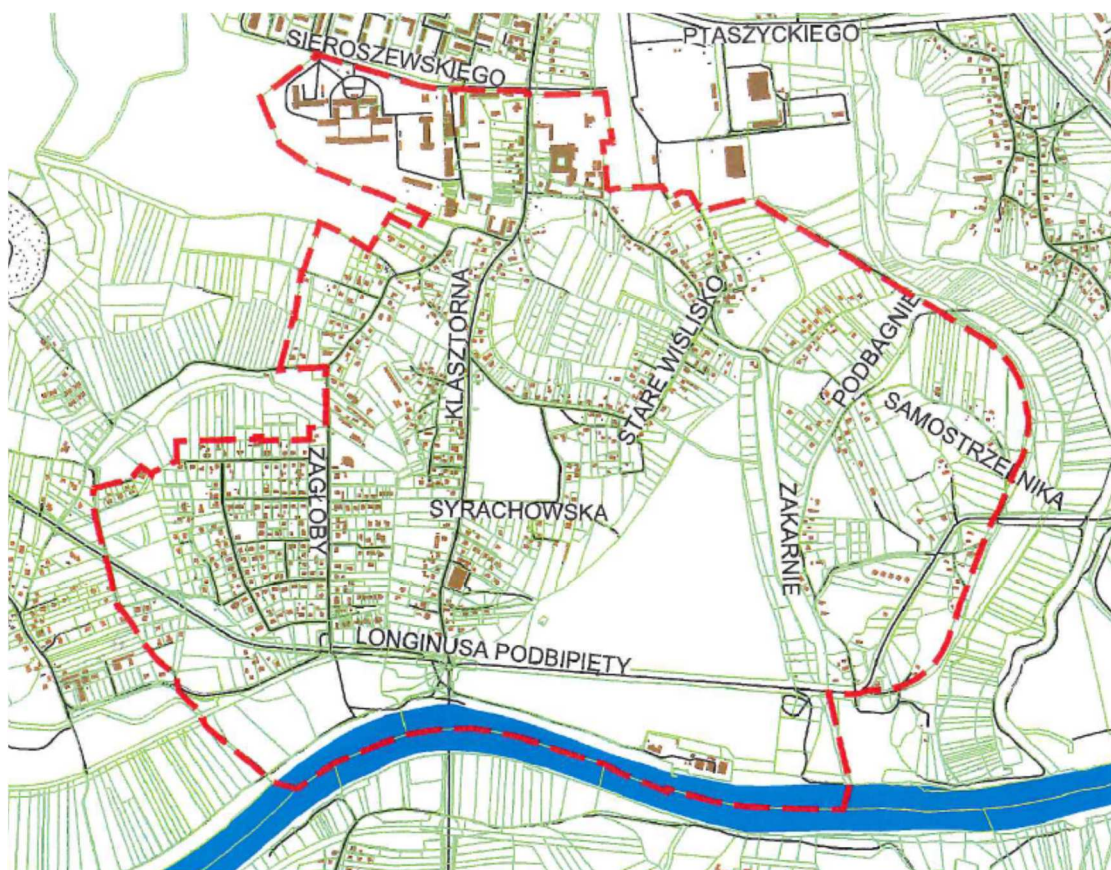 SIEROSZEWSKIEGO
PTASZYCKIEGO
KLASZTORNA
STARE WIŚLISKO
PODBAGNIE
SAMOSTRZELNIKA
ZAGŁOBY
SYRACHOWSKA
ZAKARNIE
LONGINUSA PODBIPIĘTY